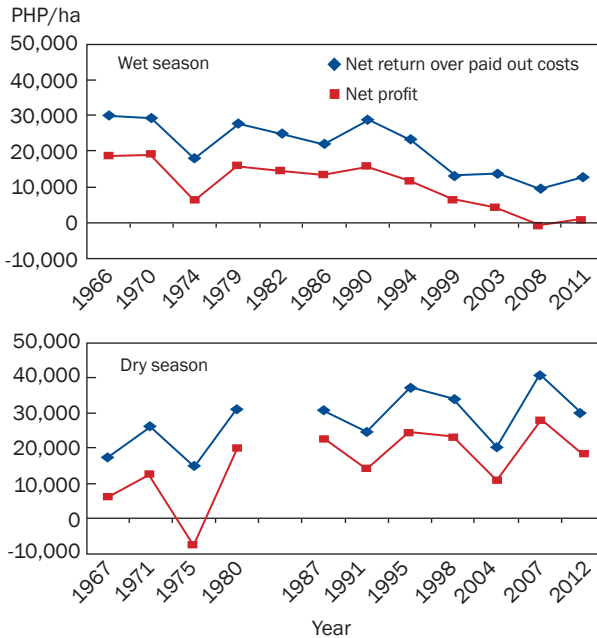 PHP/ha
50,000
40,000
30,000
20,000
10,000
0
-10,000
Wet season
Net return over paid out costs
Net profit
1966 1970 1974 1979 1982 1986 1990 1994 1999 2003 2008 2011
50,000
40,000
30,000
20,000
10,000
0
-10,000
Dry season
1967 1971 1975 1980 1987 1991 1995 1998 2004 2007 2012
Year